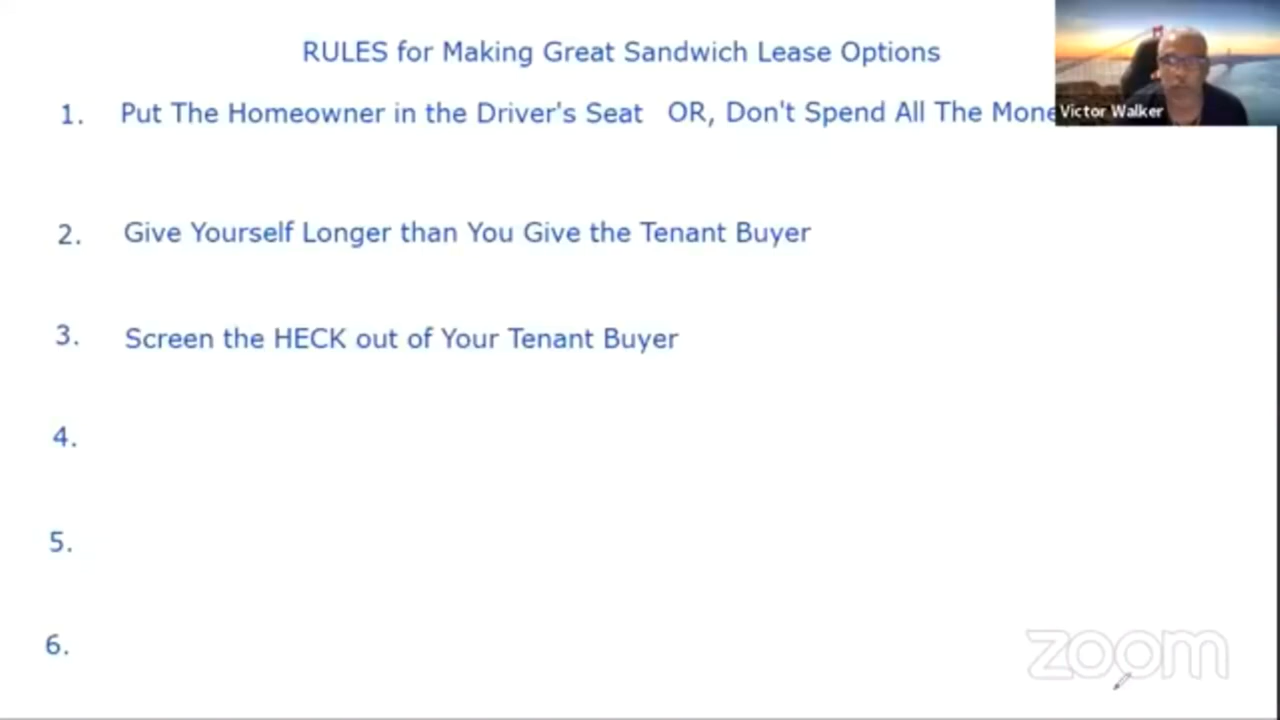 RULES for Making Great Sandwich Lease Options
1. Put The Homeowner in the Driver's Seat OR, Don't Spend All The Mone
Victor Walker
2. Give Yourself Longer than You Give the Tenant Buyer
3. Screen the HECK out of Your Tenant Buyer
4.
5.
6.
zoom